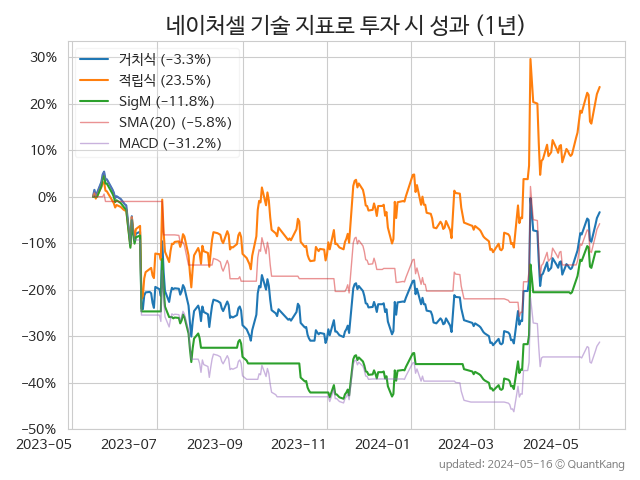 네이처셀 기술 지표로 투자 시 성과 (1년)
거치식 (−3.3%)
적립식 (23.5%)
SigM (−11.8%)
SMA(20) (−5.8%)
MACD (−31.2%)
30%
20%
10%
0%
−10%
−20%
−30%
−40%
−50%
2023-05 2023-07 2023-09 2023-11 2024-01 2024-03 2024-05
updated: 2024-05-16 ⓒ QuantKang